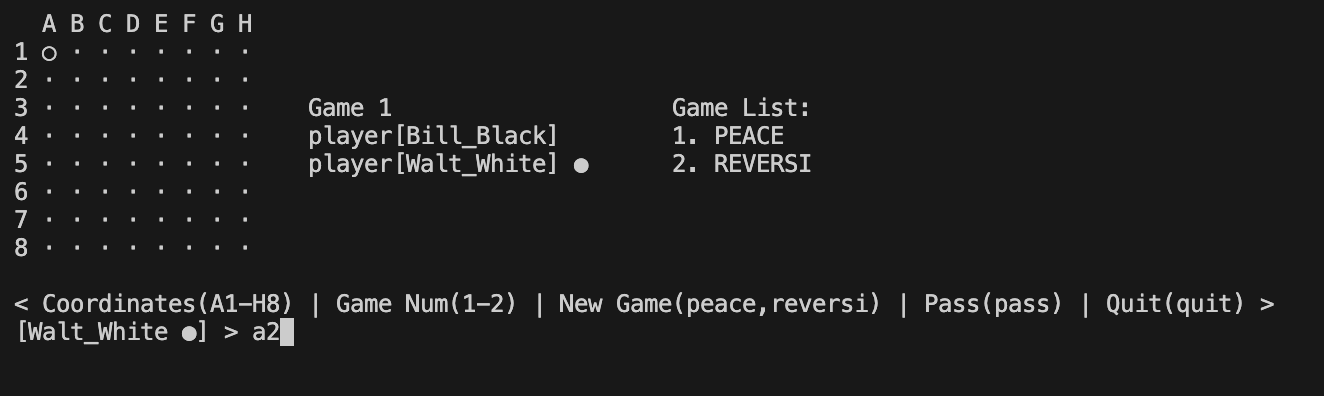 A B C D E F G H
1 ○ · · · · · · ·
2 · · · · · · · ·
3 · · · · · · · · Game 1 Game List:
4 · · · · · · · · player[Bill_Black] 1. PEACE
5 · · · · · · · · player[Walt_White] ● 2. REVERSI
6 · · · · · · · ·
7 · · · · · · · ·
8 · · · · · · · ·
< Coordinates(A1-H8) | Game Num(1-2) | New Game(peace,reversi) | Pass(pass) | Quit(quit) >
[Walt_White ●] > a2